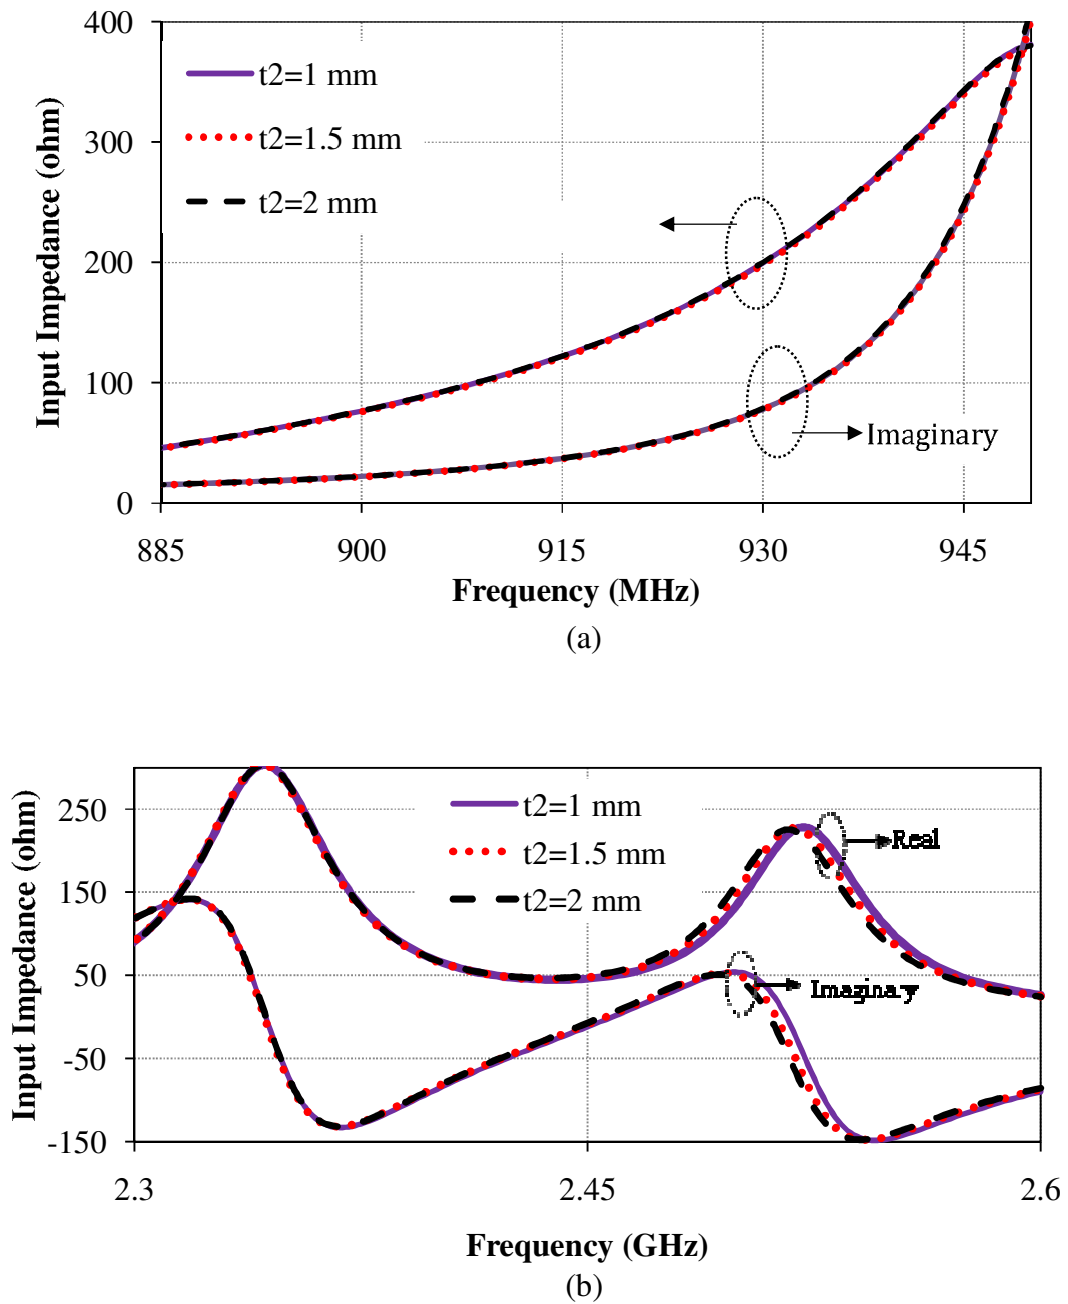 400
t2=1 mm
t2=1.5 mm
300
t2=2 mm
200
100
Imaginary
0
885 900 915 930 945
Input Impedance (ohm)
Frequency (MHz)
(a)
250
t2=1 mm
Real
t2=1.5 mm
150
t2=2 mm
50
Imaginary
-50
-150
2.3 2.45 2.6
Input Impedance (ohm)
Frequency (GHz)
(b)